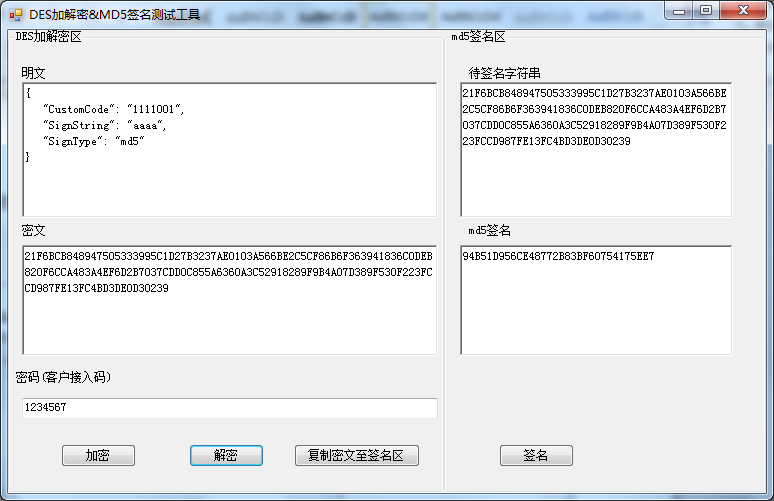 DES加解密&MD5签名测试工具
DES加解密区
明文
{
"CustomCode": "1111001",
"SignString": "aaaa",
"SignType": "md5"
}
密文
21F6BCB848947505333995C1D27B3237AE0103A566BE2C5CF86B6F363941836C0DEB
820F6CCA483A4EF6D2B7037CDD0C855A6360A3C52918289F9B4A07D389F530F223FC
CD987FE13FC4BD3DE0D30239
密码(客户接入码)
1234567
加密
解密
复制密文至签名区
md5签名区
待签名字符串
21F6BCB848947505333995C1D27B3237AE0103A566BE
2C5CF86B6F363941836C0DEB820F6CCA483A4EF6D2B7
037CDD0C855A6360A3C52918289F9B4A07D389F530F2
23FCCD987FE13FC4BD3DE0D30239
md5签名
94B51D956CE48772B83BF60754175EE7
签名